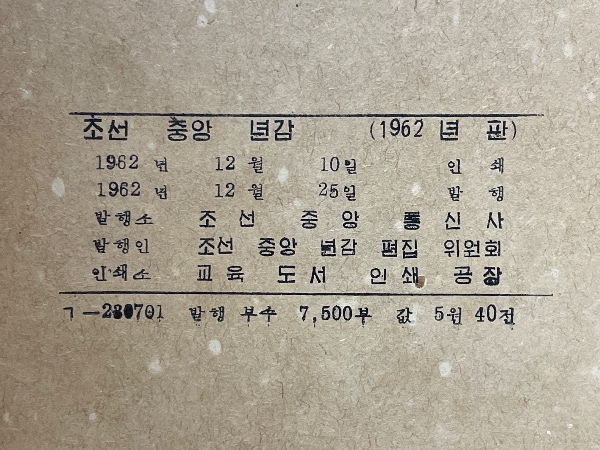 조선 중앙 년감 (1962 년 판)
1962 년 12 월 10일 인 쇄
1962 년 12 월 25일 발 행
발행소 조 선 중 앙 통 신 사
발행인 조선 중앙 년감 편집 위원회
인쇄소 교 육 도 서 인 쇄 공 장
ㄱ—280701 발행 부수 7,500부 값 5원 40전